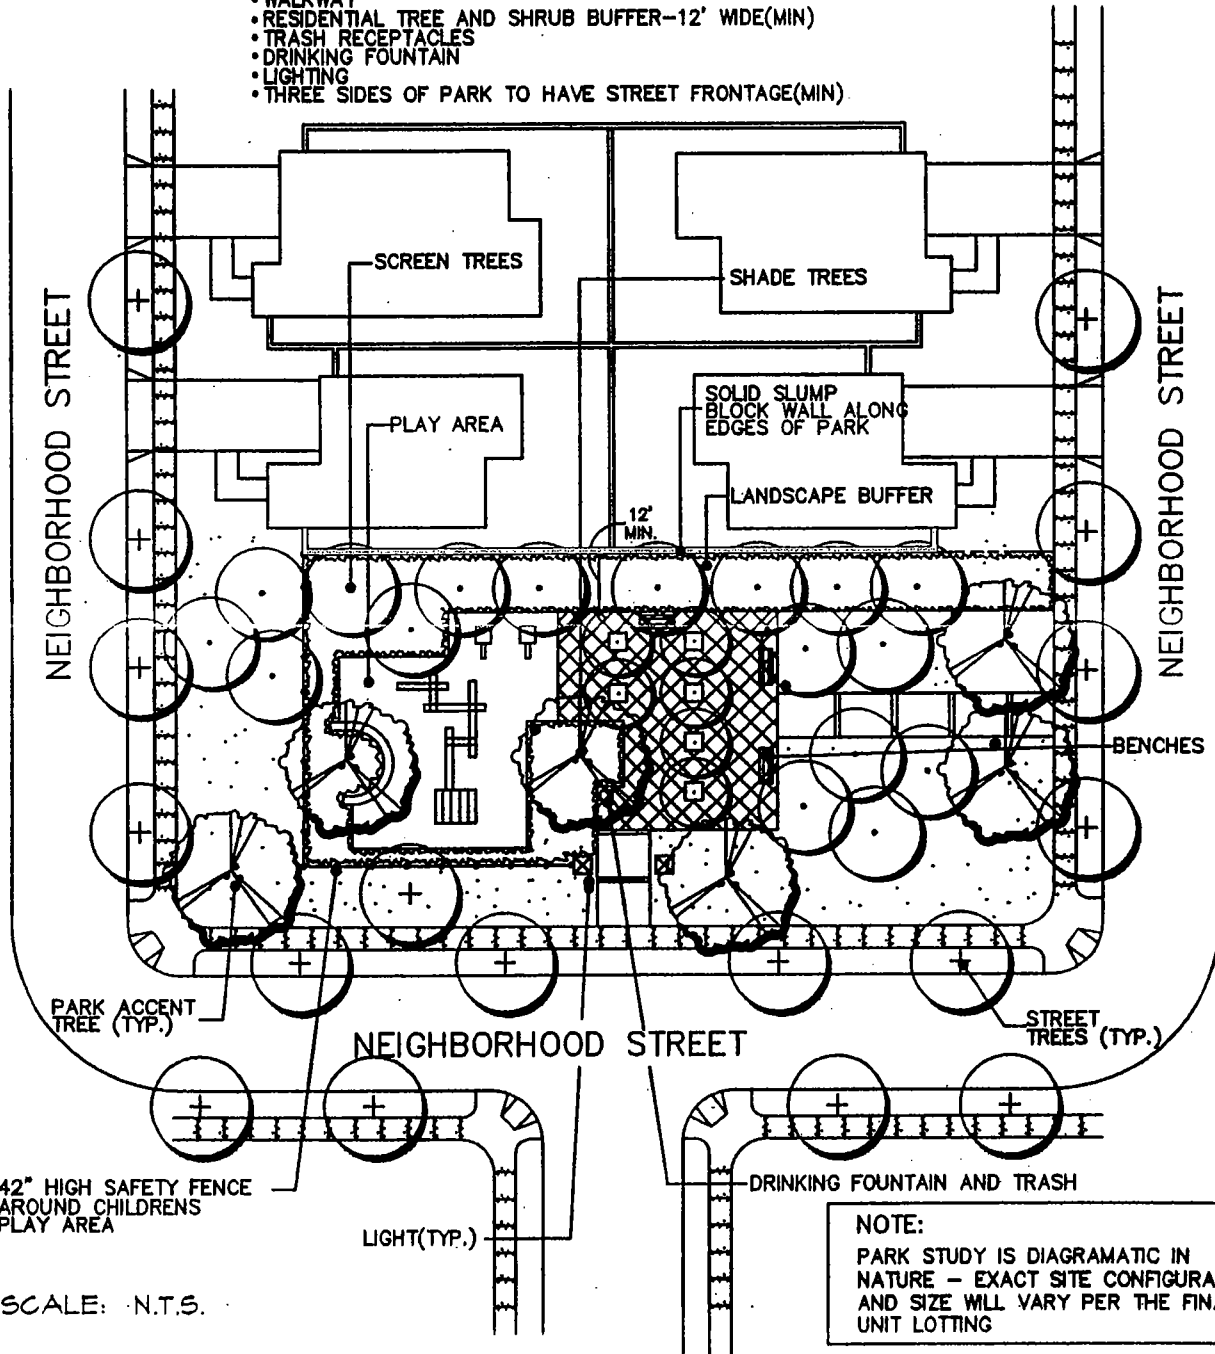 • WALKWAY
• RESIDENTIAL TREE AND SHRUB BUFFER-12' WIDE(MIN)
• TRASH RECEPTACLES
• DRINKING FOUNTAIN
• LIGHTING
• THREE SIDES OF PARK TO HAVE STREET FRONTAGE(MIN)
SCREEN TREES
SHADE TREES
NEIGHBORHOOD STREET
NEIGHBORHOOD STREET
PLAY AREA
SOLID SLUMP
BLOCK WALL ALONG
EDGES OF PARK
LANDSCAPE BUFFER
12'
MIN.
BENCHES
PARK ACCENT
TREE (TYP.)
NEIGHBORHOOD STREET
STREET
TREES (TYP.)
42" HIGH SAFETY FENCE
AROUND CHILDRENS
PLAY AREA
DRINKING FOUNTAIN AND TRASH
LIGHT(TYP.)
SCALE: N.T.S.
NOTE:
PARK STUDY IS DIAGRAMATIC IN
NATURE - EXACT SITE CONFIGURA
AND SIZE WILL VARY PER THE FINA
UNIT LOTTING